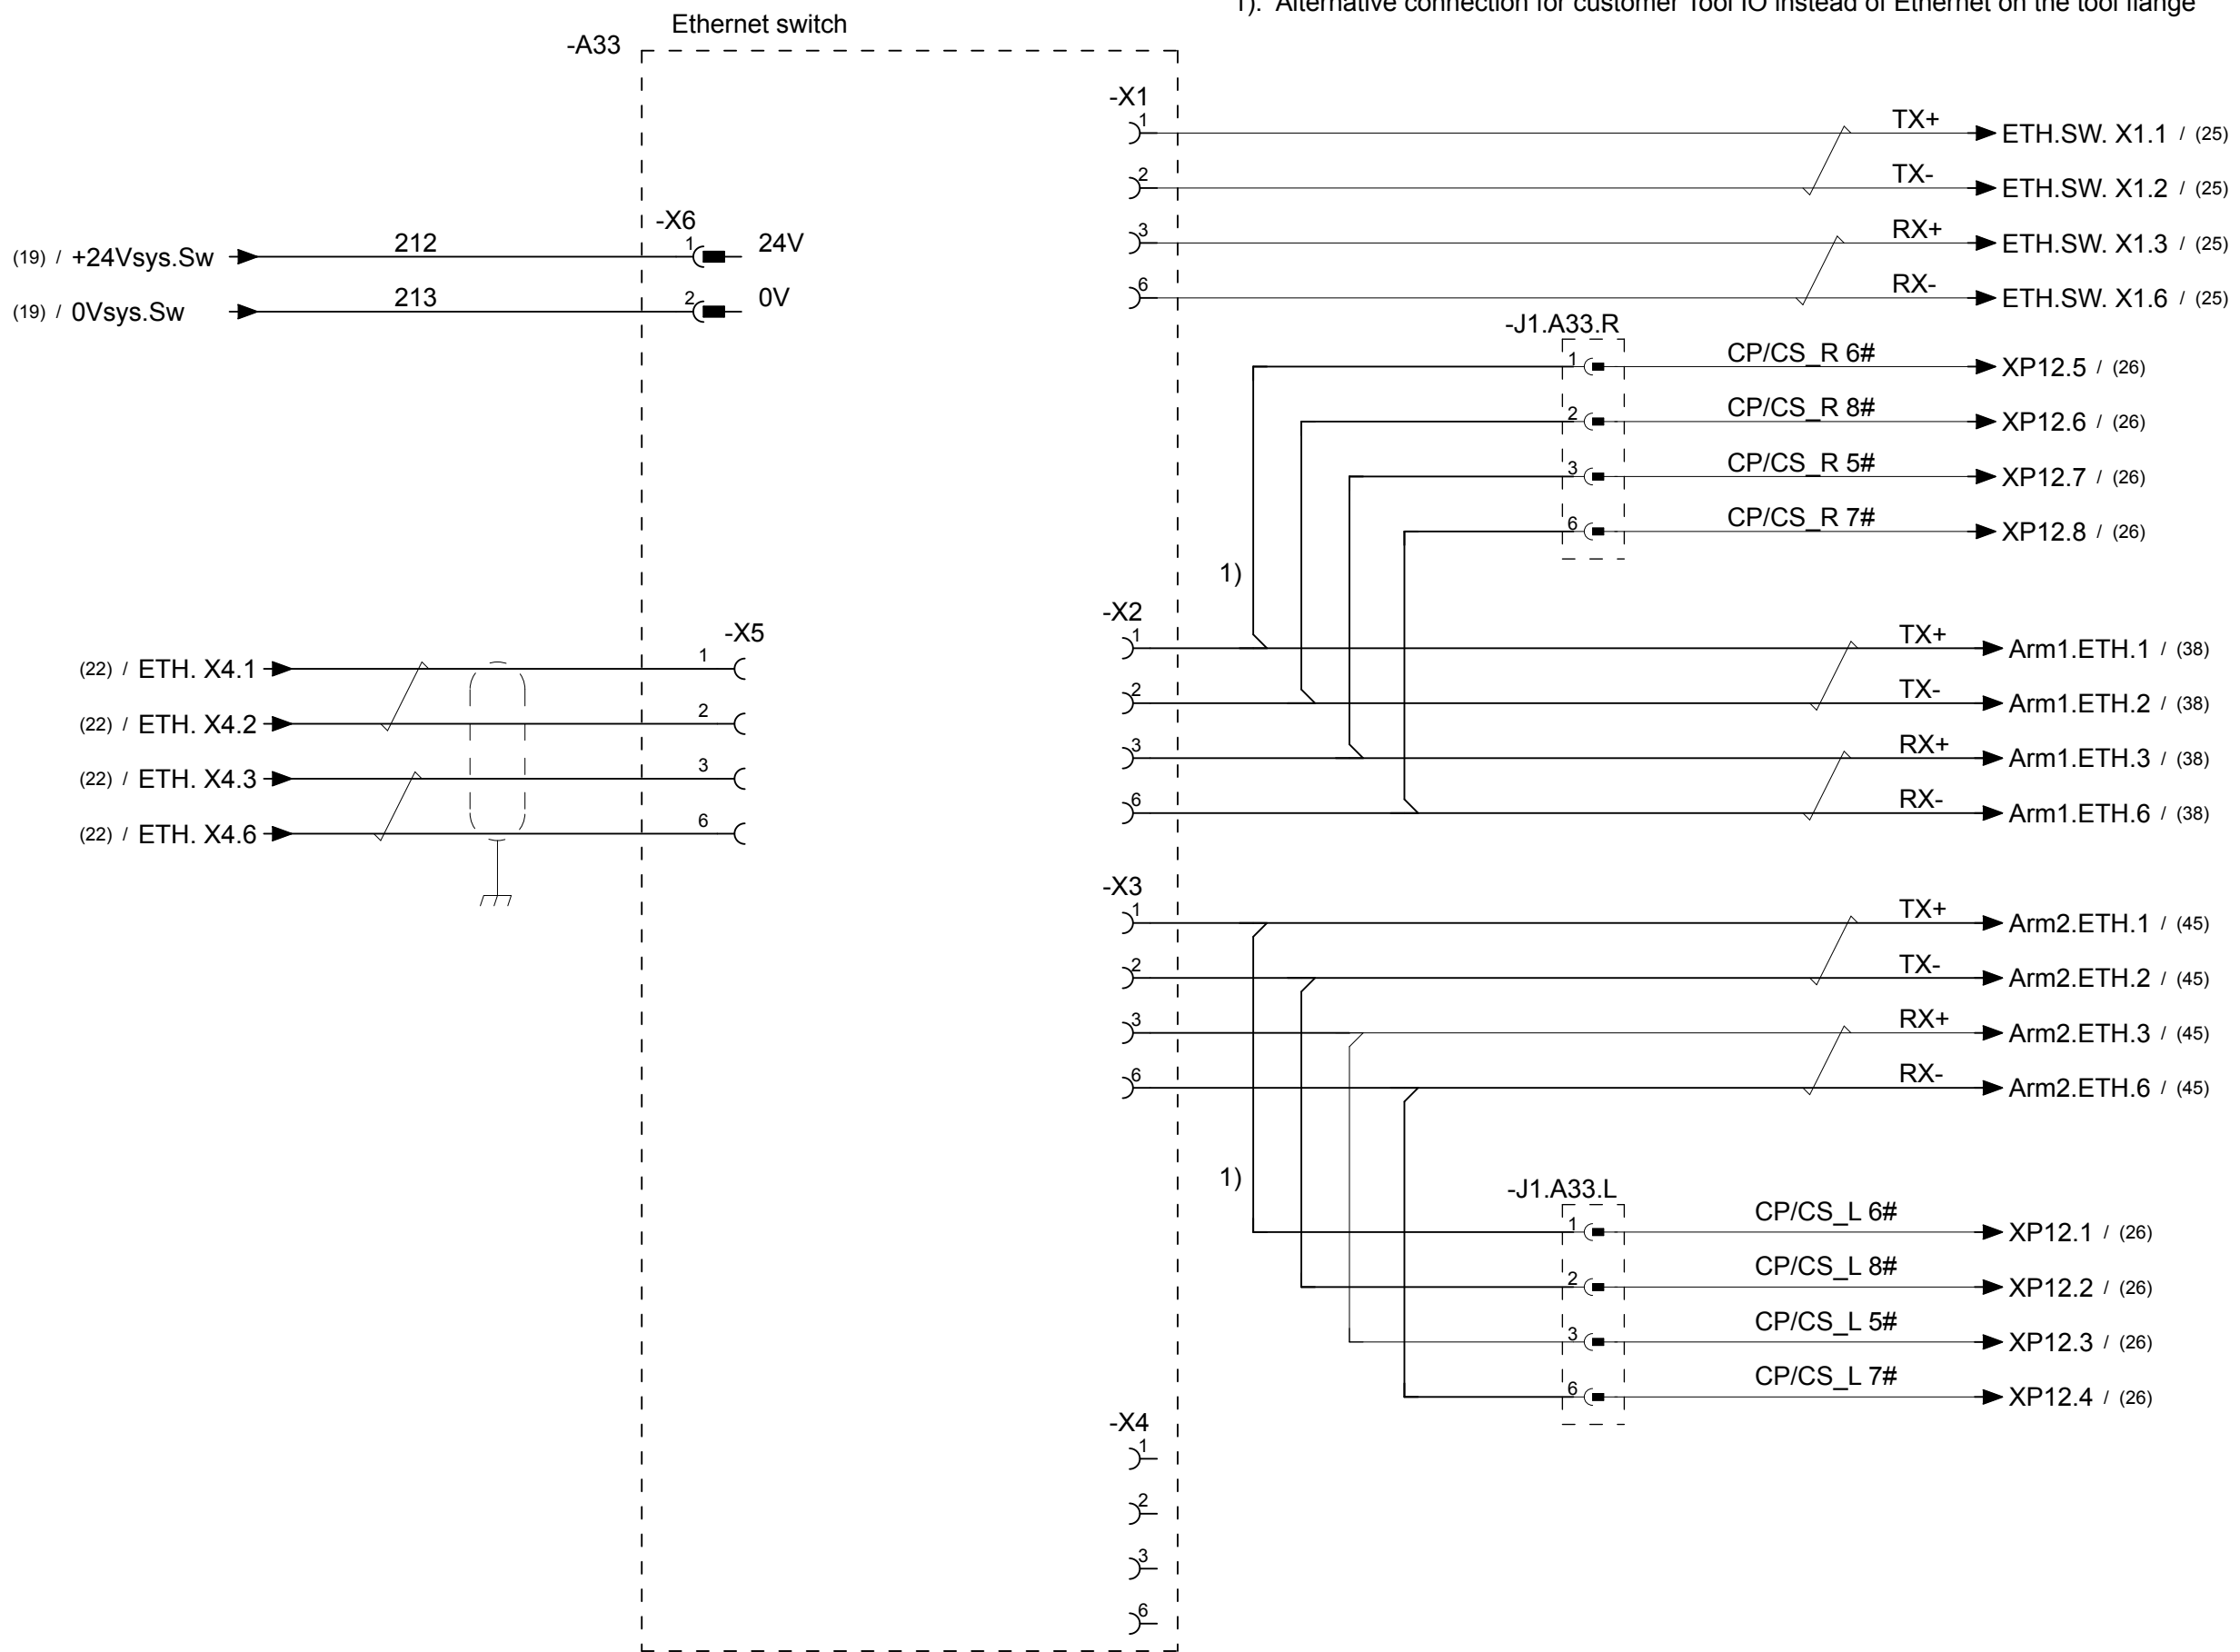 1). Alternative connection for customer Tool IO instead of Ethernet on the tool flange
Ethernet switch
-A33
-X1
1 TX+ ETH.SW. X1.1 / (25)
2 TX- ETH.SW. X1.2 / (25)
3 RX+ ETH.SW. X1.3 / (25)
6 RX- ETH.SW. X1.6 / (25)
-X6
(19) / +24Vsys.Sw 212 1 24V
(19) / 0Vsys.Sw 213 2 0V
-J1.A33.R
1 CP/CS_R 6# XP12.5 / (26)
2 CP/CS_R 8# XP12.6 / (26)
3 CP/CS_R 5# XP12.7 / (26)
6 CP/CS_R 7# XP12.8 / (26)
1)
-X5
(22) / ETH. X4.1 1
(22) / ETH. X4.2 2
(22) / ETH. X4.3 3
(22) / ETH. X4.6 6
-X2
1 TX+ Arm1.ETH.1 / (38)
2 TX- Arm1.ETH.2 / (38)
3 RX+ Arm1.ETH.3 / (38)
6 RX- Arm1.ETH.6 / (38)
-X3
1 TX+ Arm2.ETH.1 / (45)
2 TX- Arm2.ETH.2 / (45)
3 RX+ Arm2.ETH.3 / (45)
6 RX- Arm2.ETH.6 / (45)
1)
-J1.A33.L
1 CP/CS_L 6# XP12.1 / (26)
2 CP/CS_L 8# XP12.2 / (26)
3 CP/CS_L 5# XP12.3 / (26)
6 CP/CS_L 7# XP12.4 / (26)
-X4
1
2
3
6